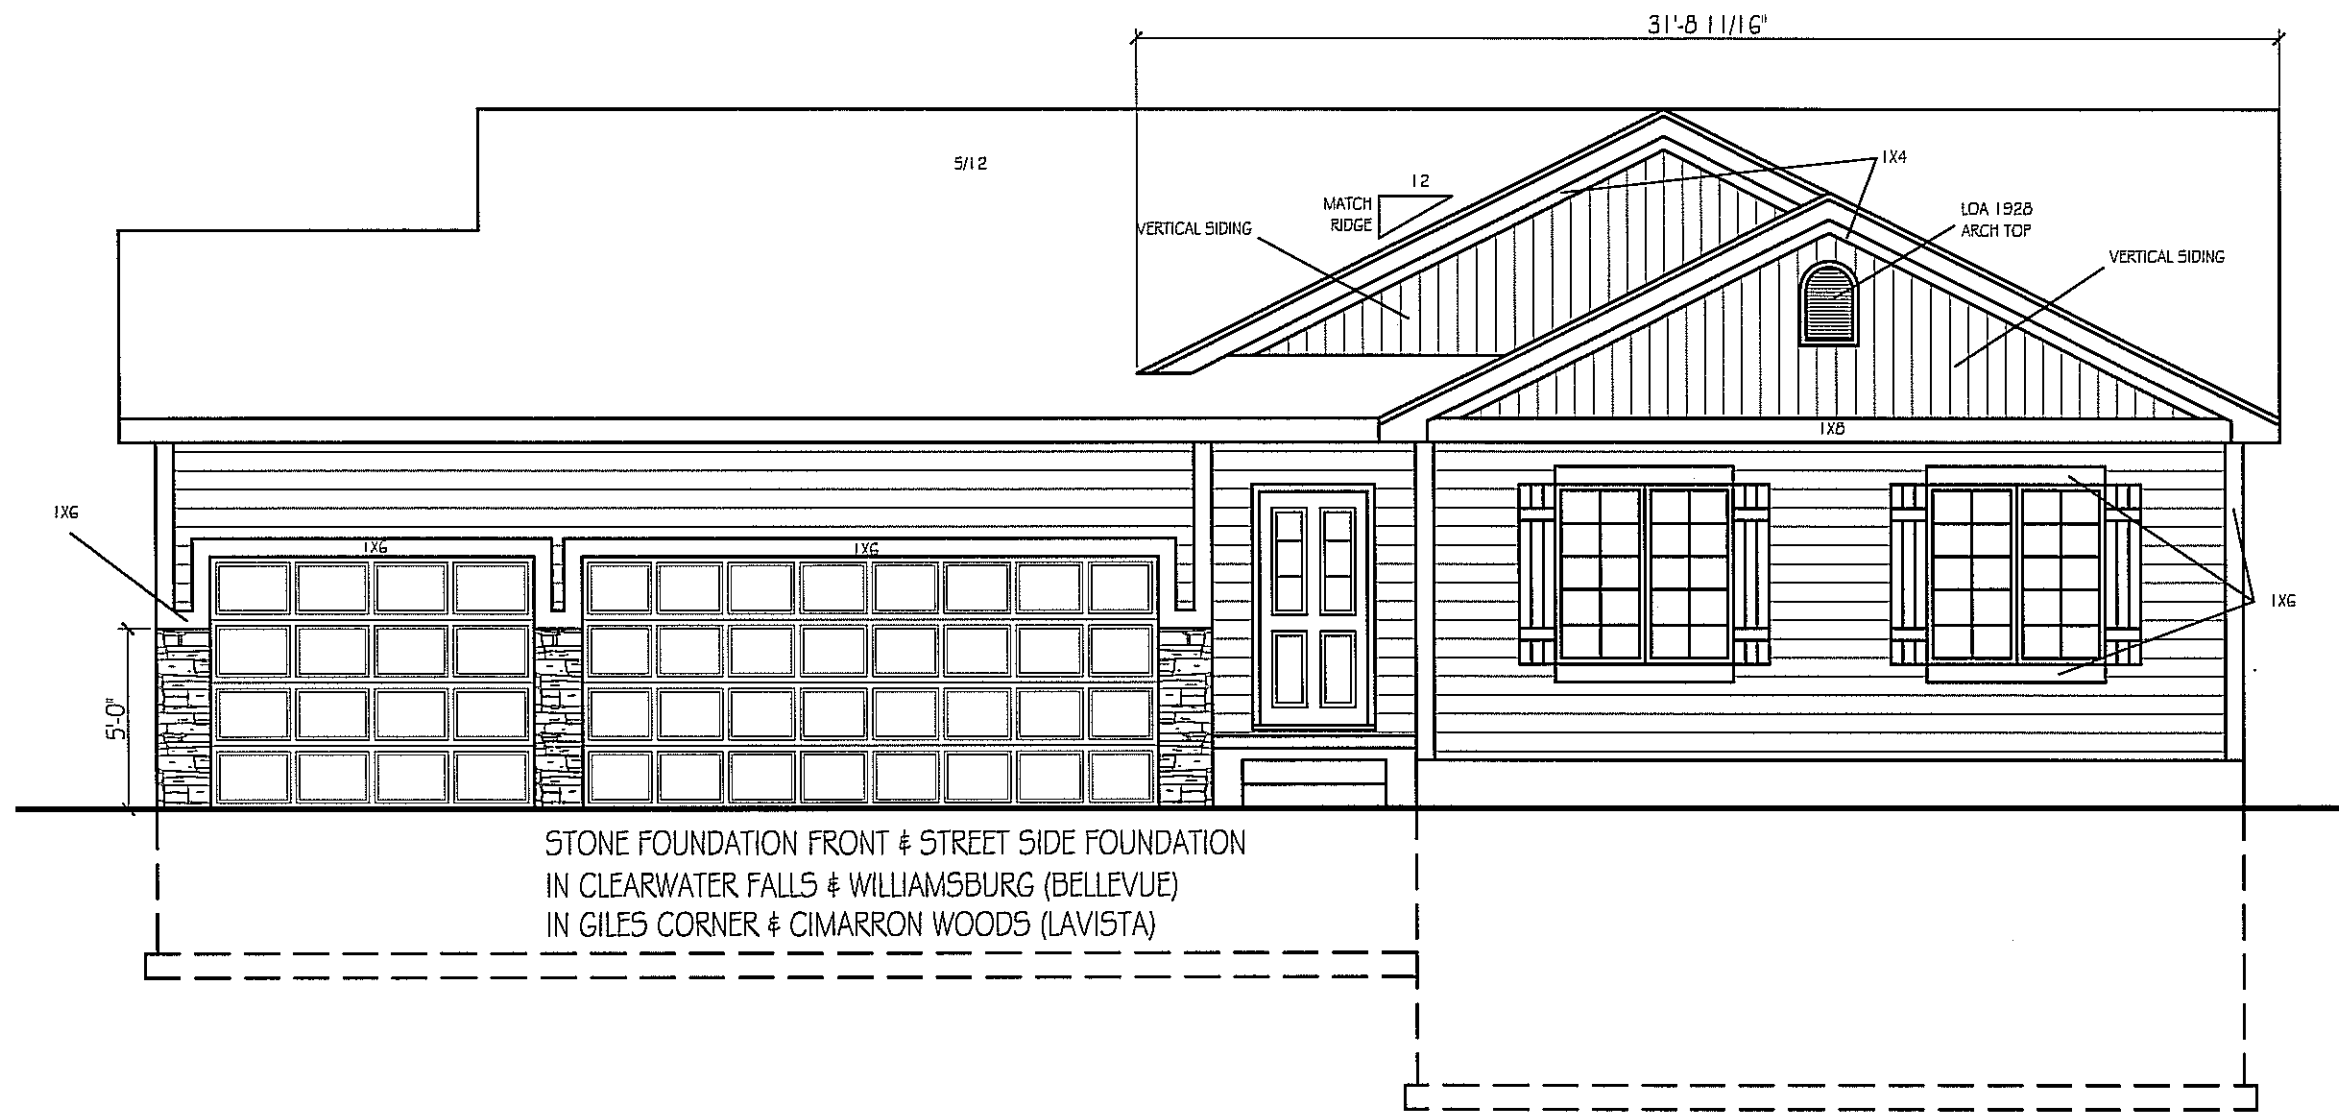 31'-8 11/16"
5/12
12
MATCH
RIDGE
VERTICAL SIDING
1X4
LOA 1928
ARCH TOP
VERTICAL SIDING
1X8
1X6
1X6
1X6
1X6
5'-0"
STONE FOUNDATION FRONT & STREET SIDE FOUNDATION
IN CLEARWATER FALLS & WILLIAMSBURG (BELLEVUE)
IN GILES CORNER & CIMARRON WOODS (LAVISTA)